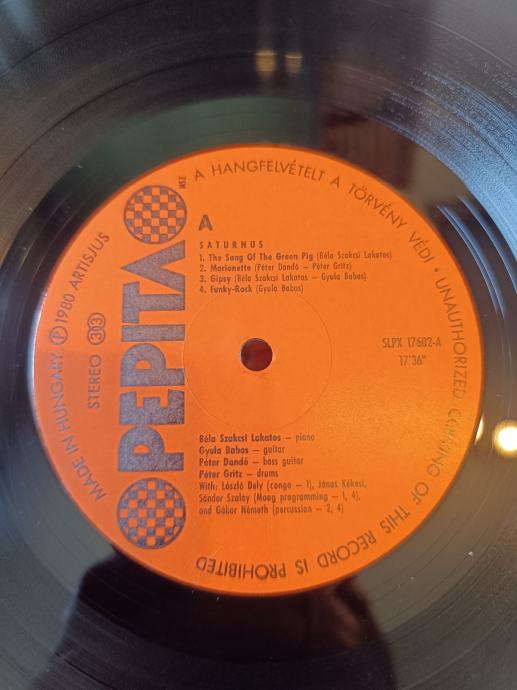 A HANGFELVÉTELT A TÖRVÉNY VÉDI • UNAUTHORIZED COPYING OF THIS RECORD IS PROHIBITED
MADE IN HUNGARY Ⓟ 1980 ARTISJUS
STEREO 33
PEPITA
MSZ
A
SATURNUS
1. The Song Of The Green Pig (Béla Szakcsi Lakatos)
2. Marionette (Péter Dandó – Péter Gritz)
3. Gipsy (Béla Szakcsi Lakatos – Gyula Babos)
4. Funky-Rock (Gyula Babos)
SLPX 17602-A
17'36"
Béla Szakcsi Lakatos – piano
Gyula Babos – guitar
Péter Dandó – bass guitar
Péter Gritz – drums
With: László Dely (conga – 1), János Kékesi,
Sándor Szalay (Moog programming – 1, 4),
and Gábor Németh (percussion – 2, 4)